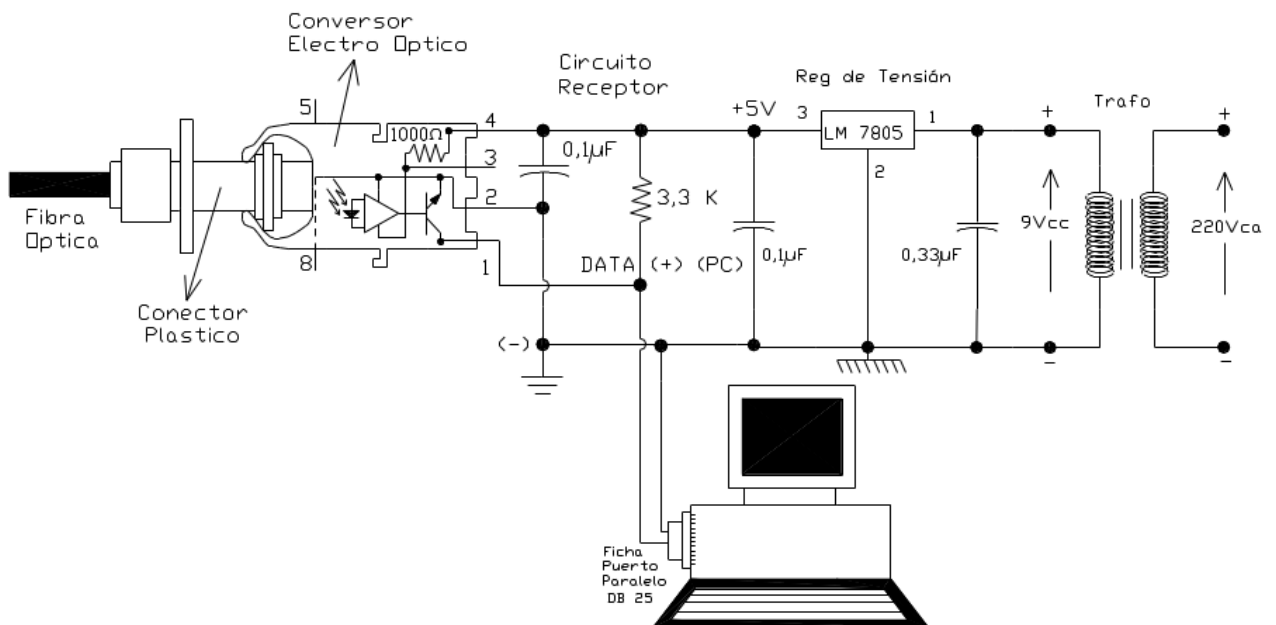 Conversor
Electro Optico
Circuito
Receptor
Reg de Tensión
Trafo
5
4
1000Ω
3
2
1
8
0,1µF
+5V
3
LM 7805
1
2
+
+
3,3 K
0,1µF
0,33µF
9Vcc
220Vca
Fibra
Optica
DATA (+) (PC)
Conector
Plastico
(-)
-
-
Ficha
Puerto
Paralelo
DB 25